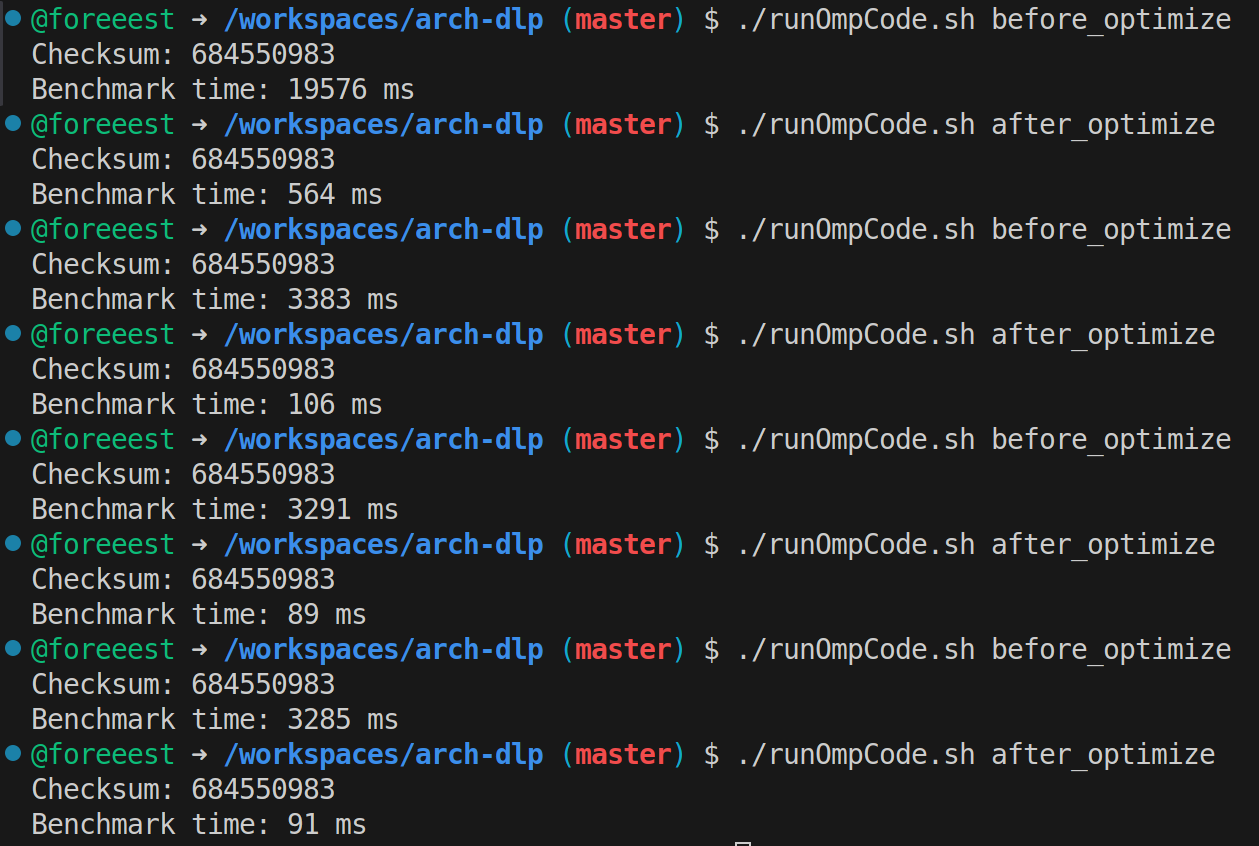 @foreeest ➜ /workspaces/arch-dlp (master) $ ./runOmpCode.sh before_optimize
Checksum: 684550983
Benchmark time: 19576 ms
@foreeest ➜ /workspaces/arch-dlp (master) $ ./runOmpCode.sh after_optimize
Checksum: 684550983
Benchmark time: 564 ms
@foreeest ➜ /workspaces/arch-dlp (master) $ ./runOmpCode.sh before_optimize
Checksum: 684550983
Benchmark time: 3383 ms
@foreeest ➜ /workspaces/arch-dlp (master) $ ./runOmpCode.sh after_optimize
Checksum: 684550983
Benchmark time: 106 ms
@foreeest ➜ /workspaces/arch-dlp (master) $ ./runOmpCode.sh before_optimize
Checksum: 684550983
Benchmark time: 3291 ms
@foreeest ➜ /workspaces/arch-dlp (master) $ ./runOmpCode.sh after_optimize
Checksum: 684550983
Benchmark time: 89 ms
@foreeest ➜ /workspaces/arch-dlp (master) $ ./runOmpCode.sh before_optimize
Checksum: 684550983
Benchmark time: 3285 ms
@foreeest ➜ /workspaces/arch-dlp (master) $ ./runOmpCode.sh after_optimize
Checksum: 684550983
Benchmark time: 91 ms